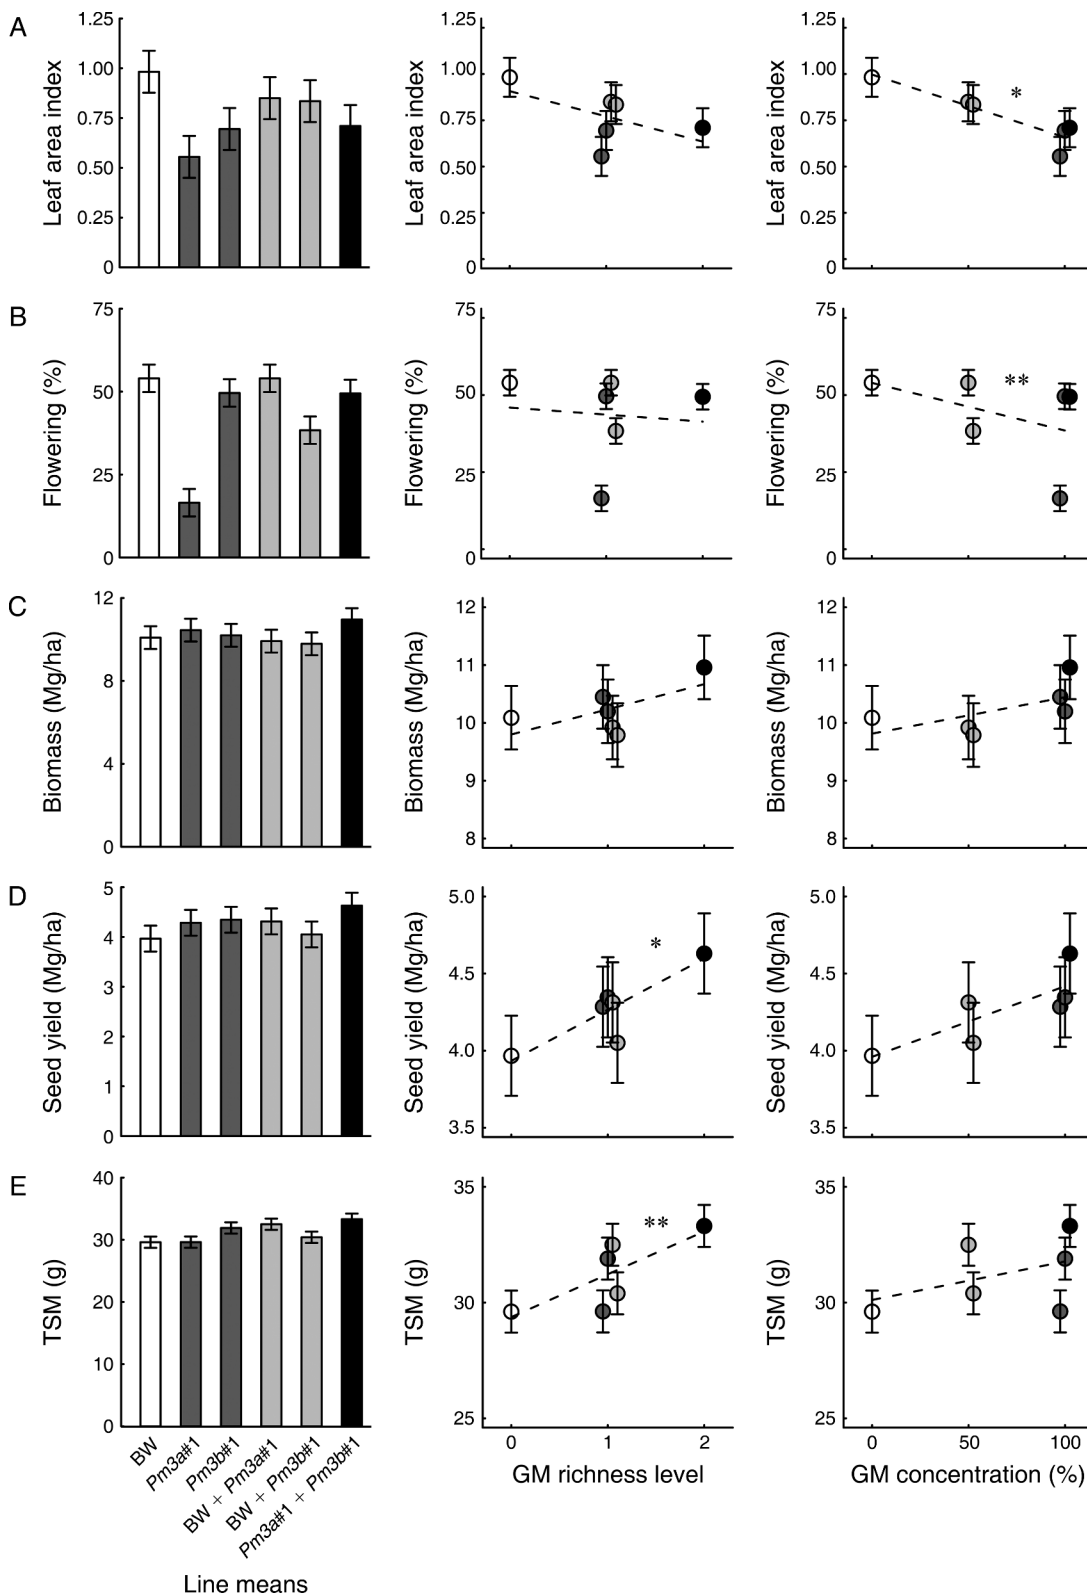 A
Leaf area index
1.25
1.00
0.75
0.50
0.25
0
Leaf area index
1.25
1.00
0.75
0.50
0.25
0
Leaf area index
1.25
1.00
0.75
0.50
0.25
0
*
B
Flowering (%)
75
50
25
0
Flowering (%)
75
50
25
0
Flowering (%)
75
50
25
0
**
C
Biomass (Mg/ha)
12
8
4
0
Biomass (Mg/ha)
12
11
10
9
8
Biomass (Mg/ha)
12
11
10
9
8
D
Seed yield (Mg/ha)
5
4
3
2
1
0
Seed yield (Mg/ha)
5.0
4.5
4.0
3.5
*
Seed yield (Mg/ha)
5.0
4.5
4.0
3.5
E
TSM (g)
40
30
20
10
0
BW
Pm3a#1
Pm3b#1
BW + Pm3a#1
BW + Pm3b#1
Pm3a#1 + Pm3b#1
Line means
TSM (g)
35
30
25
**
0 1 2
GM richness level
TSM (g)
35
30
25
0 50 100
GM concentration (%)